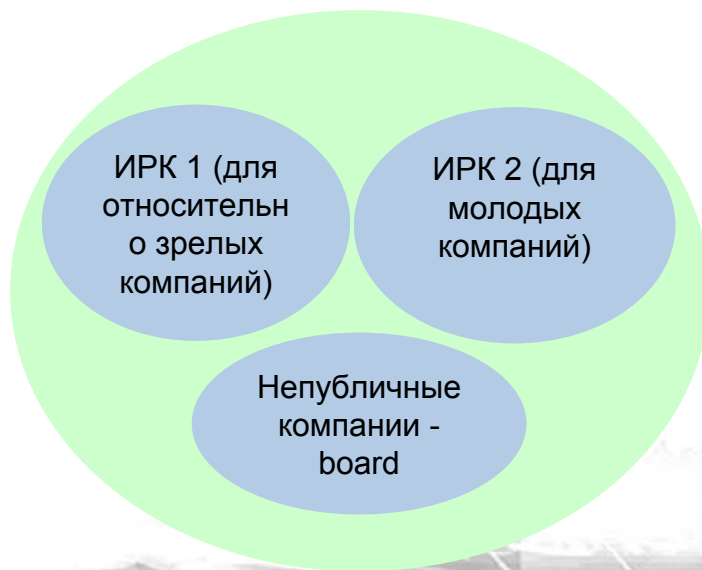 ИРК 1 (для
относительн
о зрелых
компаний)
ИРК 2 (для
молодых
компаний)
Непубличные
компании -
board